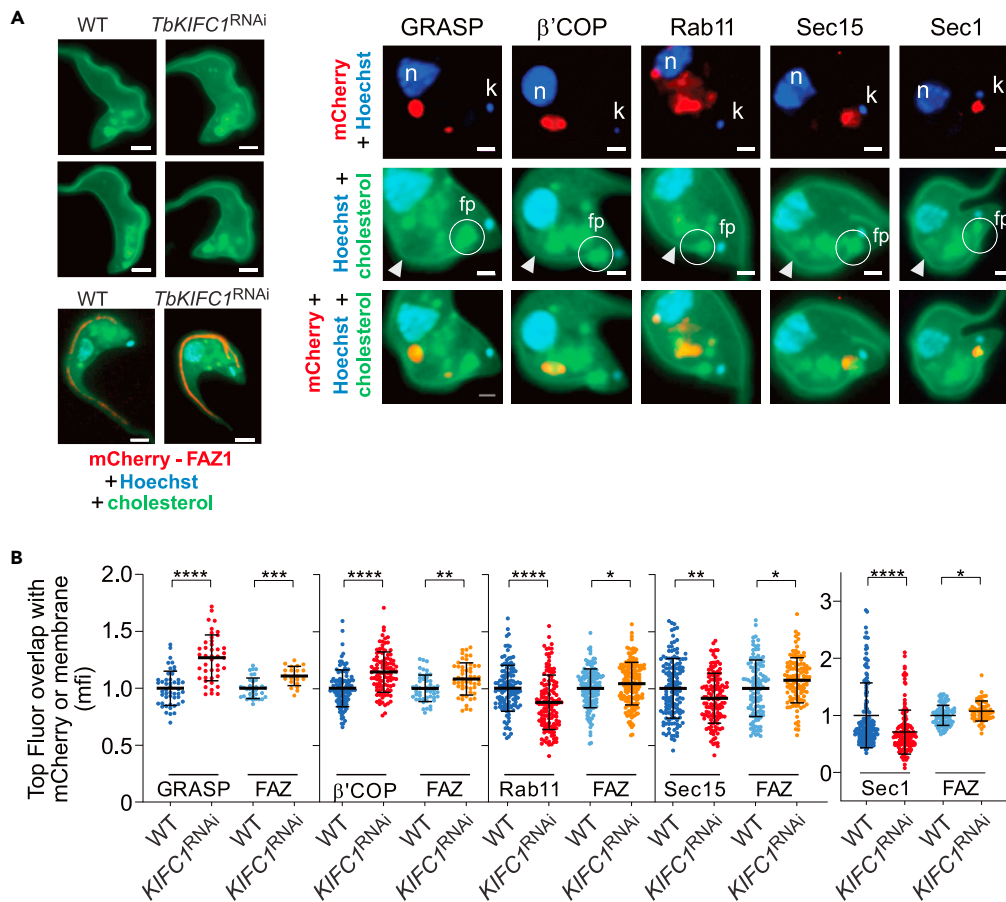 A
WT TbKIFC1RNAi
WT TbKIFC1RNAi
mCherry - FAZ1
+Hoechst
+ cholesterol
GRASP β'COP Rab11 Sec15 Sec1
mCherry
+ Hoechst
n k n k n k n k n k
Hoechst +
cholesterol
fp fp fp fp fp
mCherry +
Hoechst +
cholesterol
B
Top Fluor overlap with
mCherry or membrane
(mfi)
2.0
1.5
1.0
0.5
0
**** *** **** ** **** * ** *
GRASP FAZ β'COP FAZ Rab11 FAZ Sec15 FAZ
3
2
1
0
**** *
Sec1 FAZ
WT KIFC1RNAi WT KIFC1RNAi WT KIFC1RNAi WT KIFC1RNAi WT KIFC1RNAi WT KIFC1RNAi WT KIFC1RNAi WT KIFC1RNAi WT KIFC1RNAi WT KIFC1RNAi